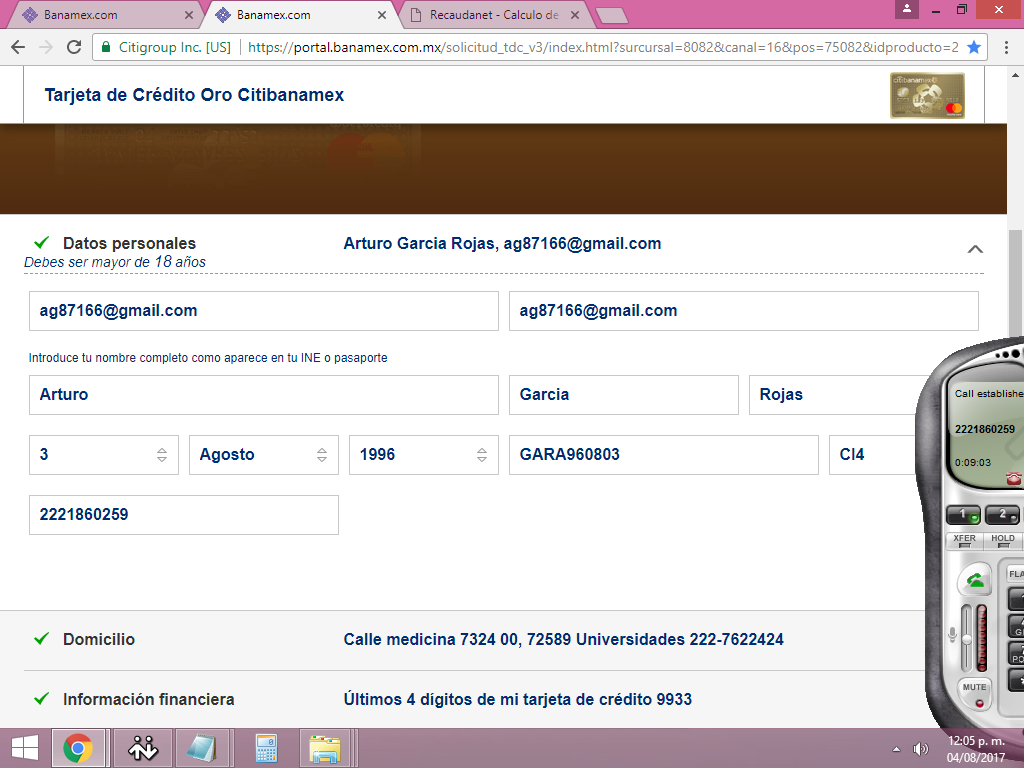 Banamex.com
Banamex.com
Recaudanet - Calculo de
Citigroup Inc. [US]
https://portal.banamex.com.mx/solicitud_tdc_v3/index.html?surcursal=8082&canal=16&pos=75082&idproducto=2
Tarjeta de Crédito Oro Citibanamex
citibanamex
Datos personales
Arturo Garcia Rojas, ag87166@gmail.com
Debes ser mayor de 18 años
ag87166@gmail.com
ag87166@gmail.com
Introduce tu nombre completo como aparece en tu INE o pasaporte
Arturo
Garcia
Rojas
3
Agosto
1996
GARA960803
CI4
2221860259
Call establishe
2221860259
0:09:03
1
2
XFER
HOLD
FLA
MUTE
Domicilio
Calle medicina 7324 00, 72589 Universidades 222-7622424
Información financiera
Últimos 4 dígitos de mi tarjeta de crédito 9933
12:05 p. m.
04/08/2017